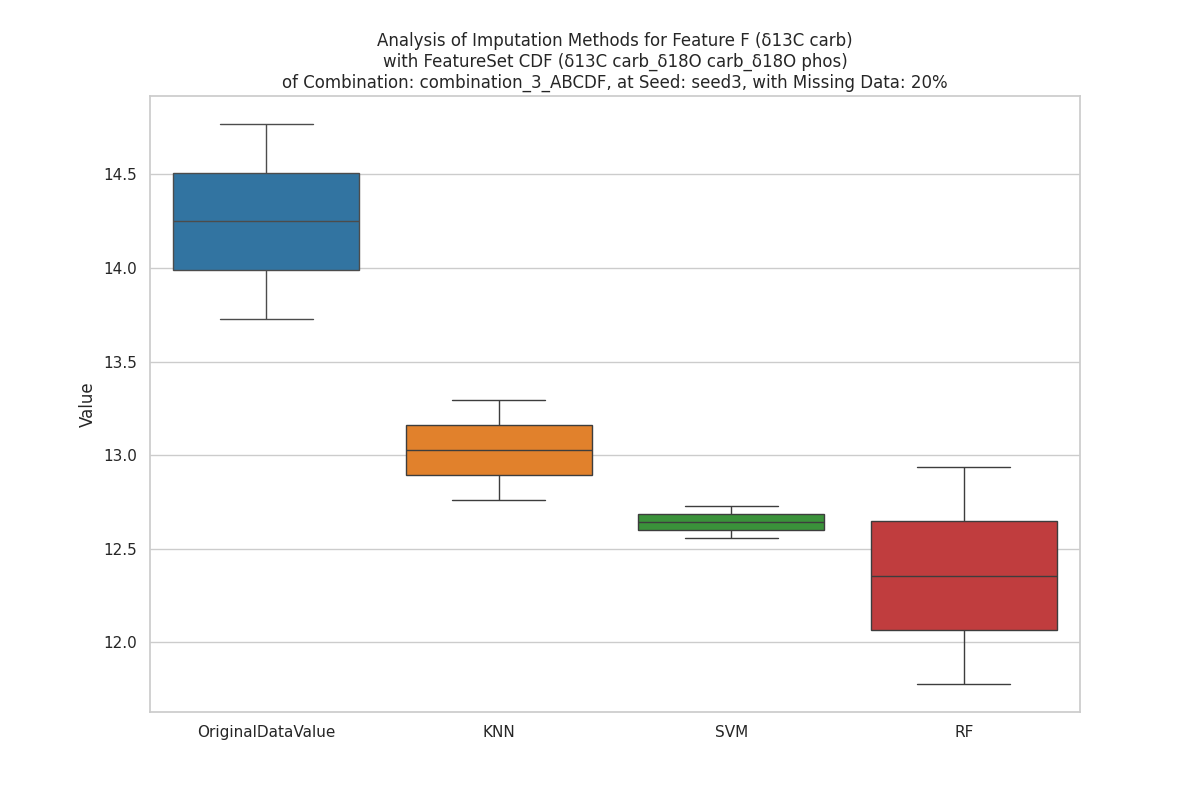 Analysis of Imputation Methods for Feature F (δ13C carb)
with FeatureSet CDF (δ13C carb_δ18O carb_δ18O phos)
of Combination: combination_3_ABCDF, at Seed: seed3, with Missing Data: 20%
14.5
14.0
13.5
13.0
12.5
12.0
Value
OriginalDataValue KNN SVM RF